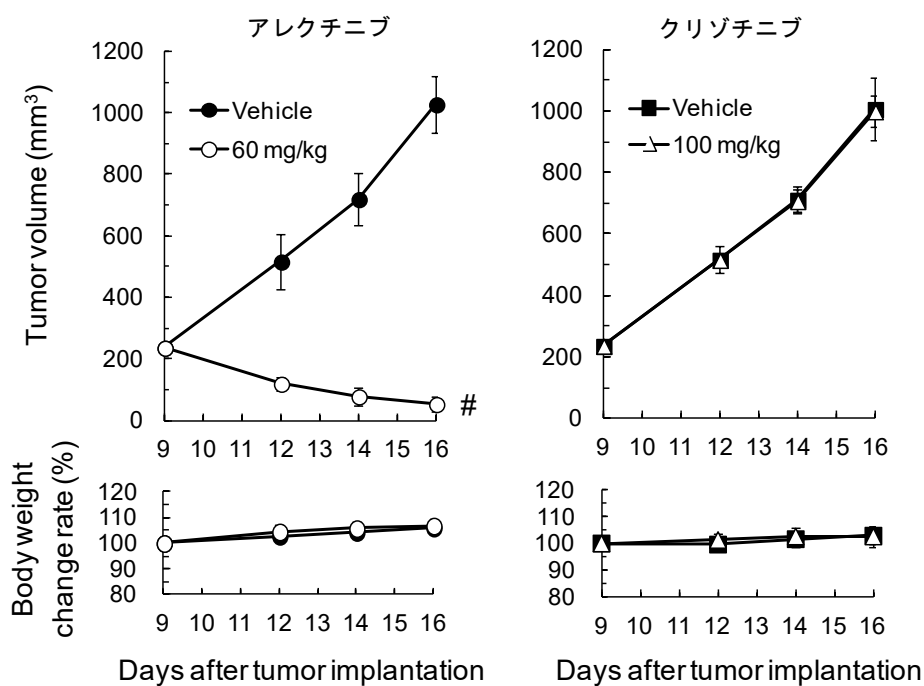 アレクチニブ
Tumor volume (mm³)
1200
1000
800
600
400
200
0
Vehicle
60 mg/kg
#
9 10 11 12 13 14 15 16
Body weight
change rate (%)
120
110
100
90
80
9 10 11 12 13 14 15 16
Days after tumor implantation
クリゾチニブ
1200
1000
800
600
400
200
0
Vehicle
100 mg/kg
9 10 11 12 13 14 15 16
120
110
100
90
80
9 10 11 12 13 14 15 16
Days after tumor implantation